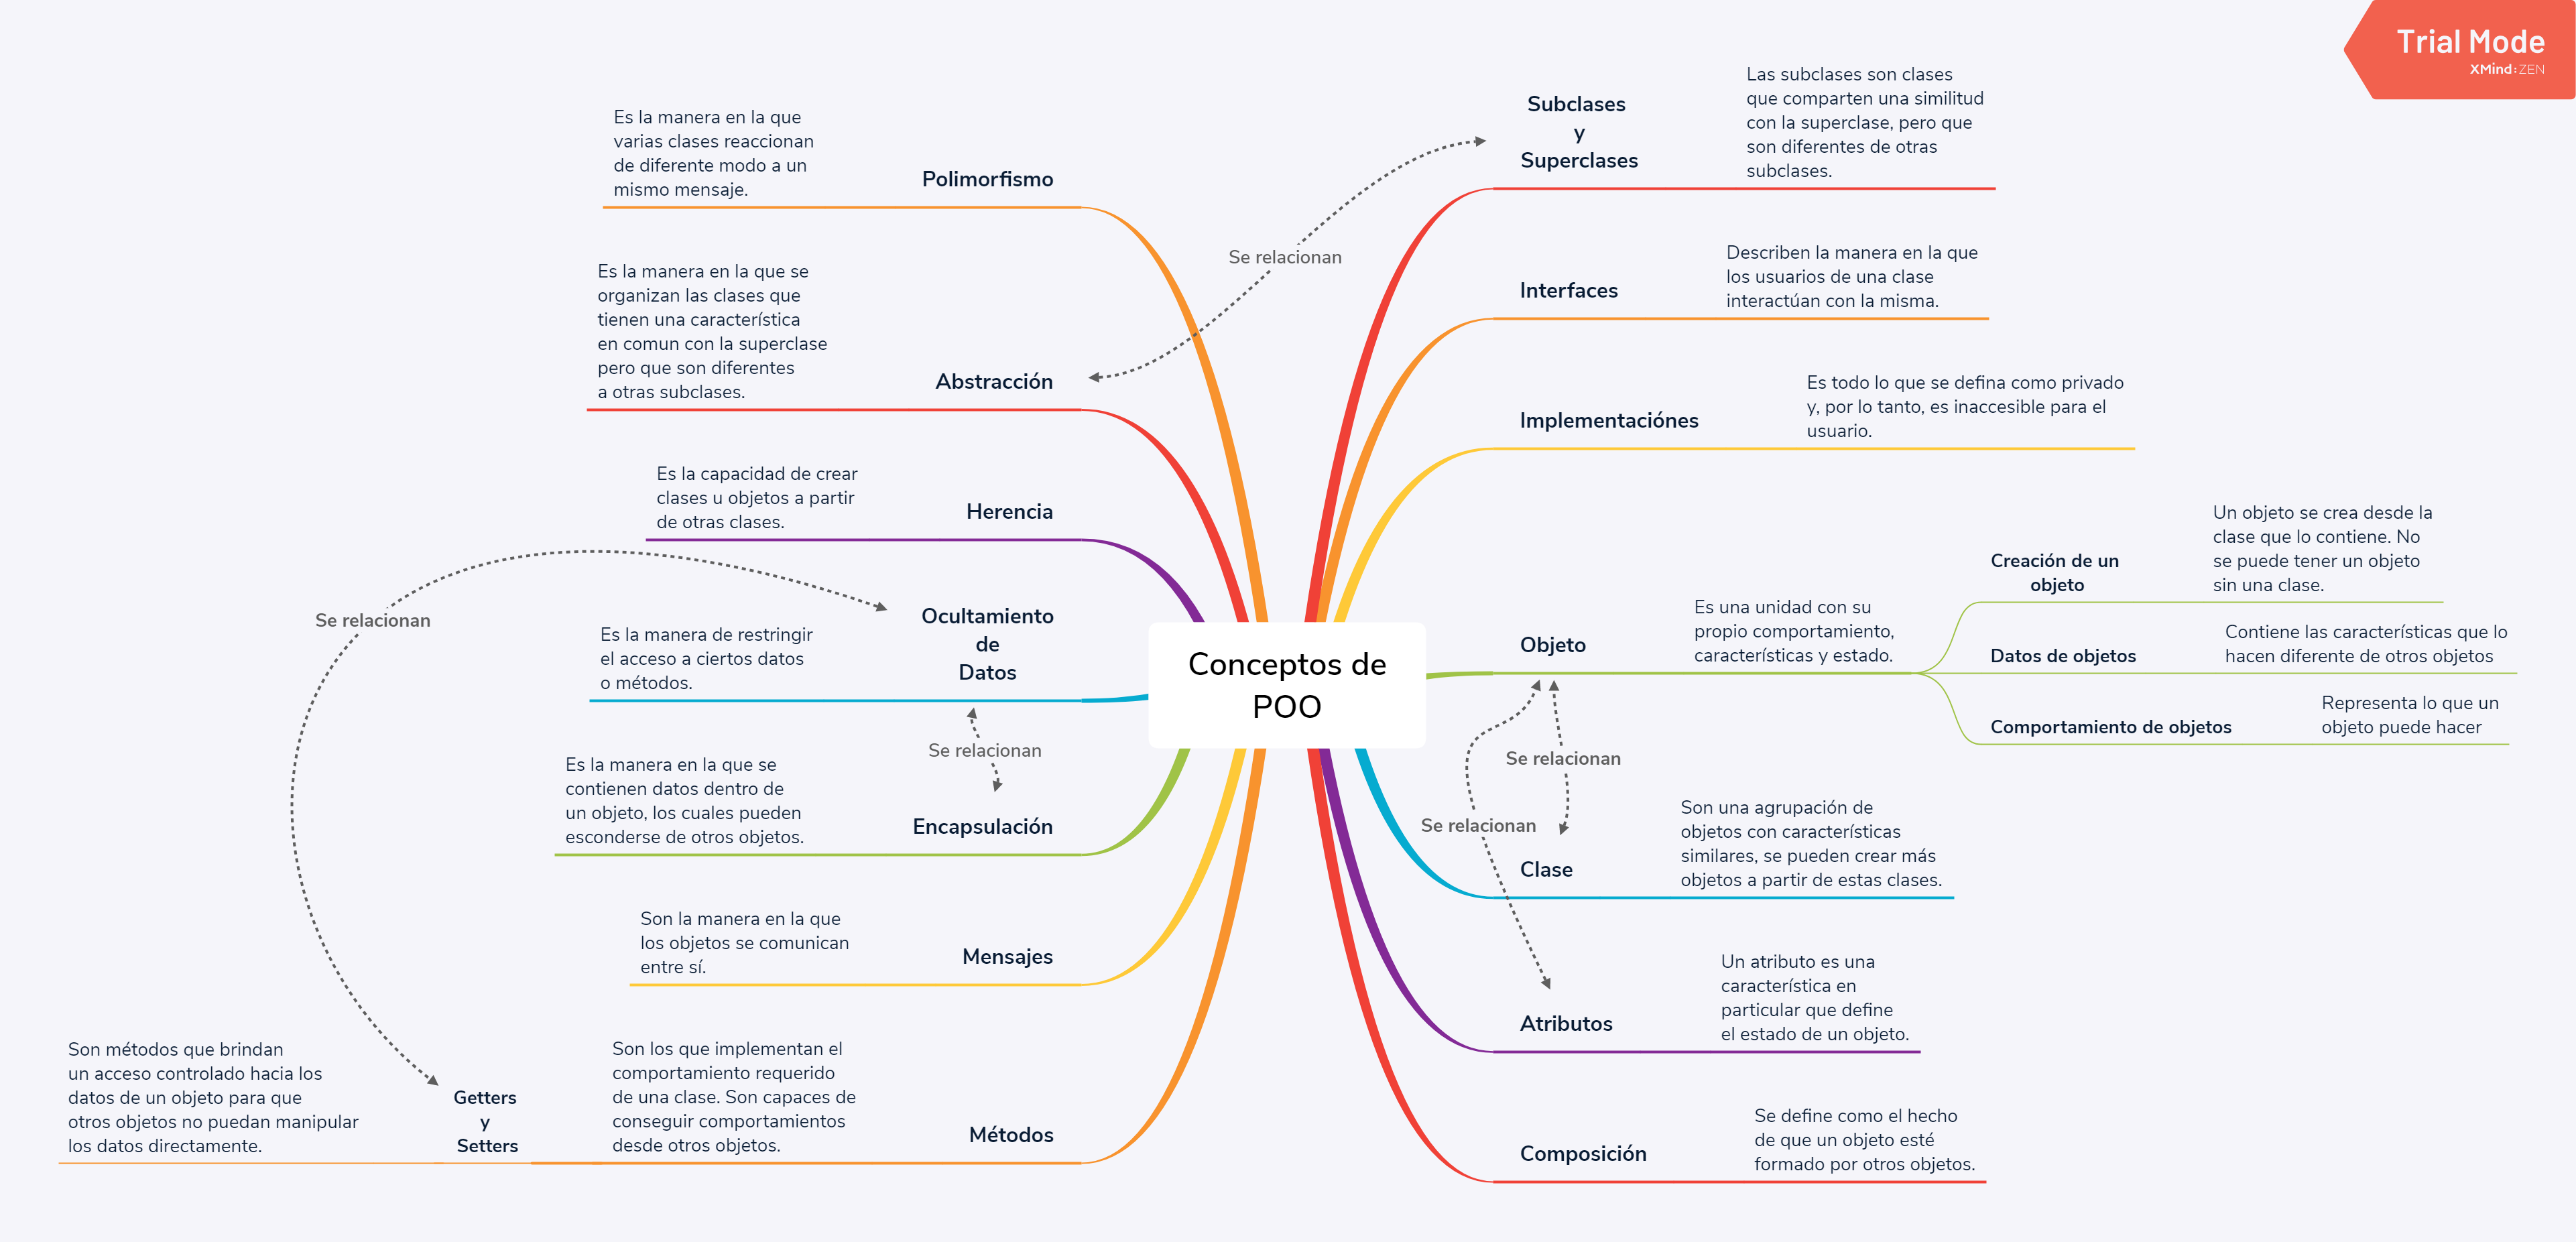 Trial Mode
XMind:ZEN
Conceptos de
POO
Subclases
y
Superclases
Las subclases son clases
que comparten una similitud
con la superclase, pero que
son diferentes de otras
subclases.
Interfaces
Describen la manera en la que
los usuarios de una clase
interactúan con la misma.
Implementaciónes
Es todo lo que se defina como privado
y, por lo tanto, es inaccesible para el
usuario.
Objeto
Es una unidad con su
propio comportamiento,
características y estado.
Creación de un
objeto
Un objeto se crea desde la
clase que lo contiene. No
se puede tener un objeto
sin una clase.
Datos de objetos
Contiene las características que lo
hacen diferente de otros objetos
Comportamiento de objetos
Representa lo que un
objeto puede hacer
Se relacionan
Se relacionan
Clase
Son una agrupación de
objetos con características
similares, se pueden crear más
objetos a partir de estas clases.
Atributos
Un atributo es una
característica en
particular que define
el estado de un objeto.
Composición
Se define como el hecho
de que un objeto esté
formado por otros objetos.
Polimorfismo
Es la manera en la que
varias clases reaccionan
de diferente modo a un
mismo mensaje.
Se relacionan
Abstracción
Es la manera en la que se
organizan las clases que
tienen una característica
en comun con la superclase
pero que son diferentes
a otras subclases.
Herencia
Es la capacidad de crear
clases u objetos a partir
de otras clases.
Ocultamiento
de
Datos
Es la manera de restringir
el acceso a ciertos datos
o métodos.
Se relacionan
Se relacionan
Encapsulación
Es la manera en la que se
contienen datos dentro de
un objeto, los cuales pueden
esconderse de otros objetos.
Mensajes
Son la manera en la que
los objetos se comunican
entre sí.
Métodos
Son los que implementan el
comportamiento requerido
de una clase. Son capaces de
conseguir comportamientos
desde otros objetos.
Getters
y
Setters
Son métodos que brindan
un acceso controlado hacia los
datos de un objeto para que
otros objetos no puedan manipular
los datos directamente.